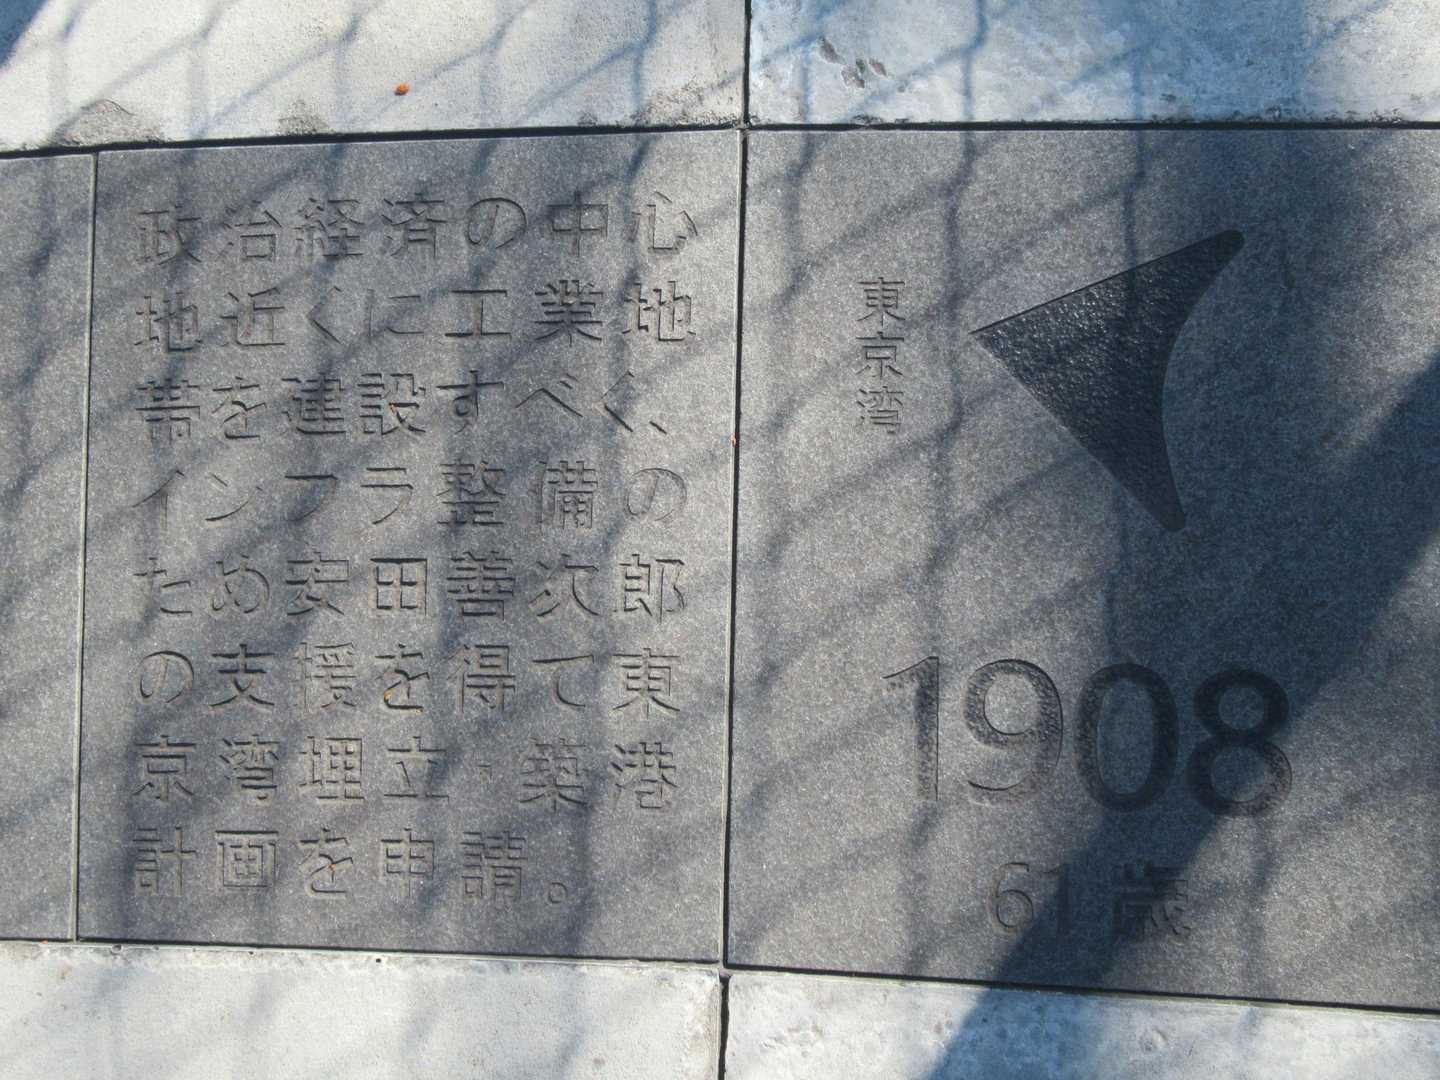 政治経済の中心
地近くに工業地
帯を建設すべく、
インフラ整備の
ため安田善次郎
の支援を得て東
京湾埋立・築港
計画を申請。
東京湾
1908
61歳